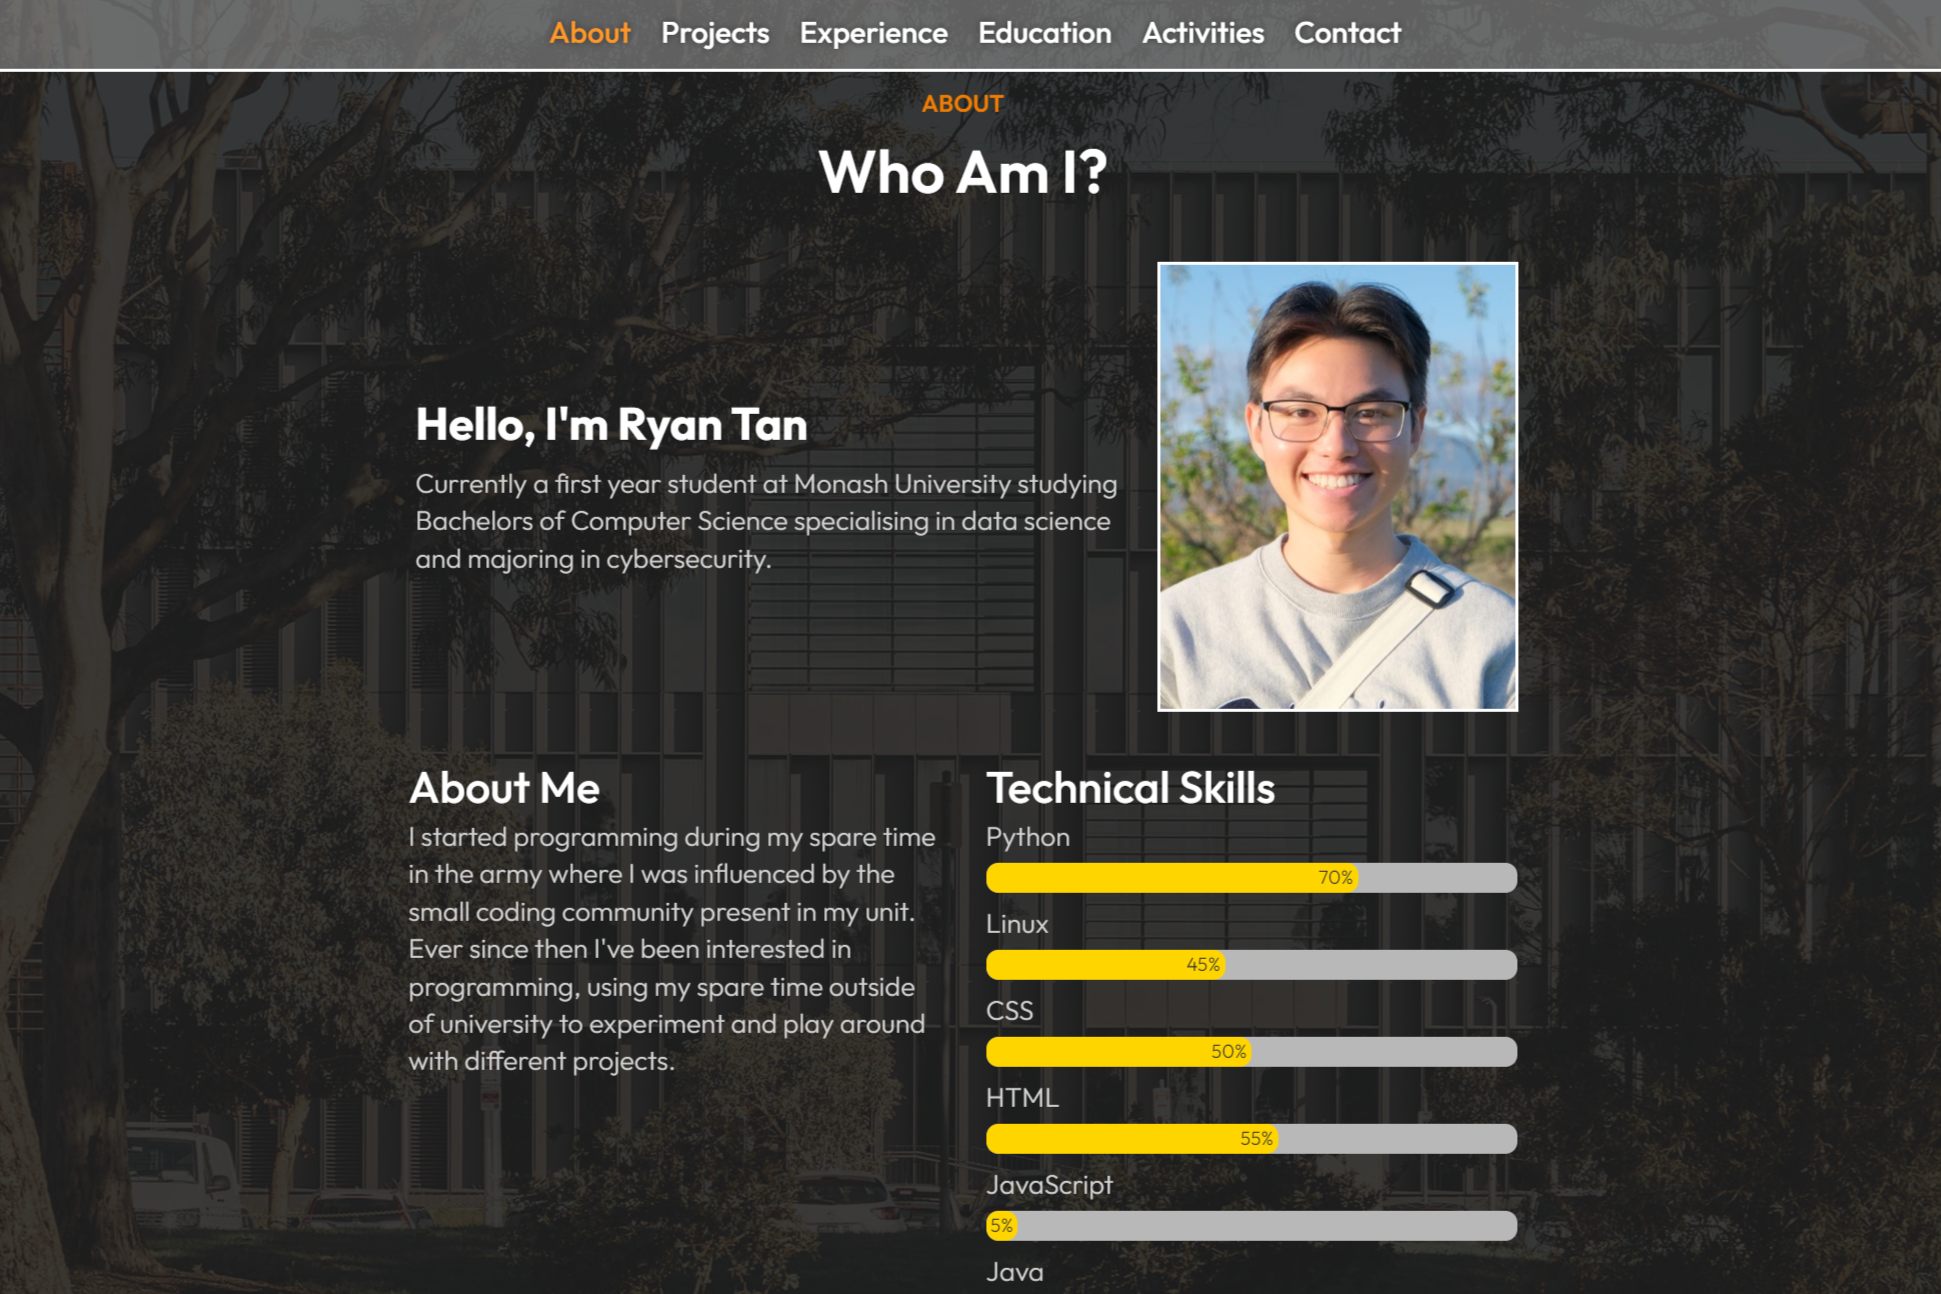 About Projects Experience Education Activities Contact
ABOUT
Who Am I?
Hello, I'm Ryan Tan
Currently a first year student at Monash University studying
Bachelors of Computer Science specialising in data science
and majoring in cybersecurity.
About Me
I started programming during my spare time
in the army where I was influenced by the
small coding community present in my unit.
Ever since then I've been interested in
programming, using my spare time outside
of university to experiment and play around
with different projects.
Technical Skills
Python
70%
Linux
45%
CSS
50%
HTML
55%
JavaScript
5%
Java